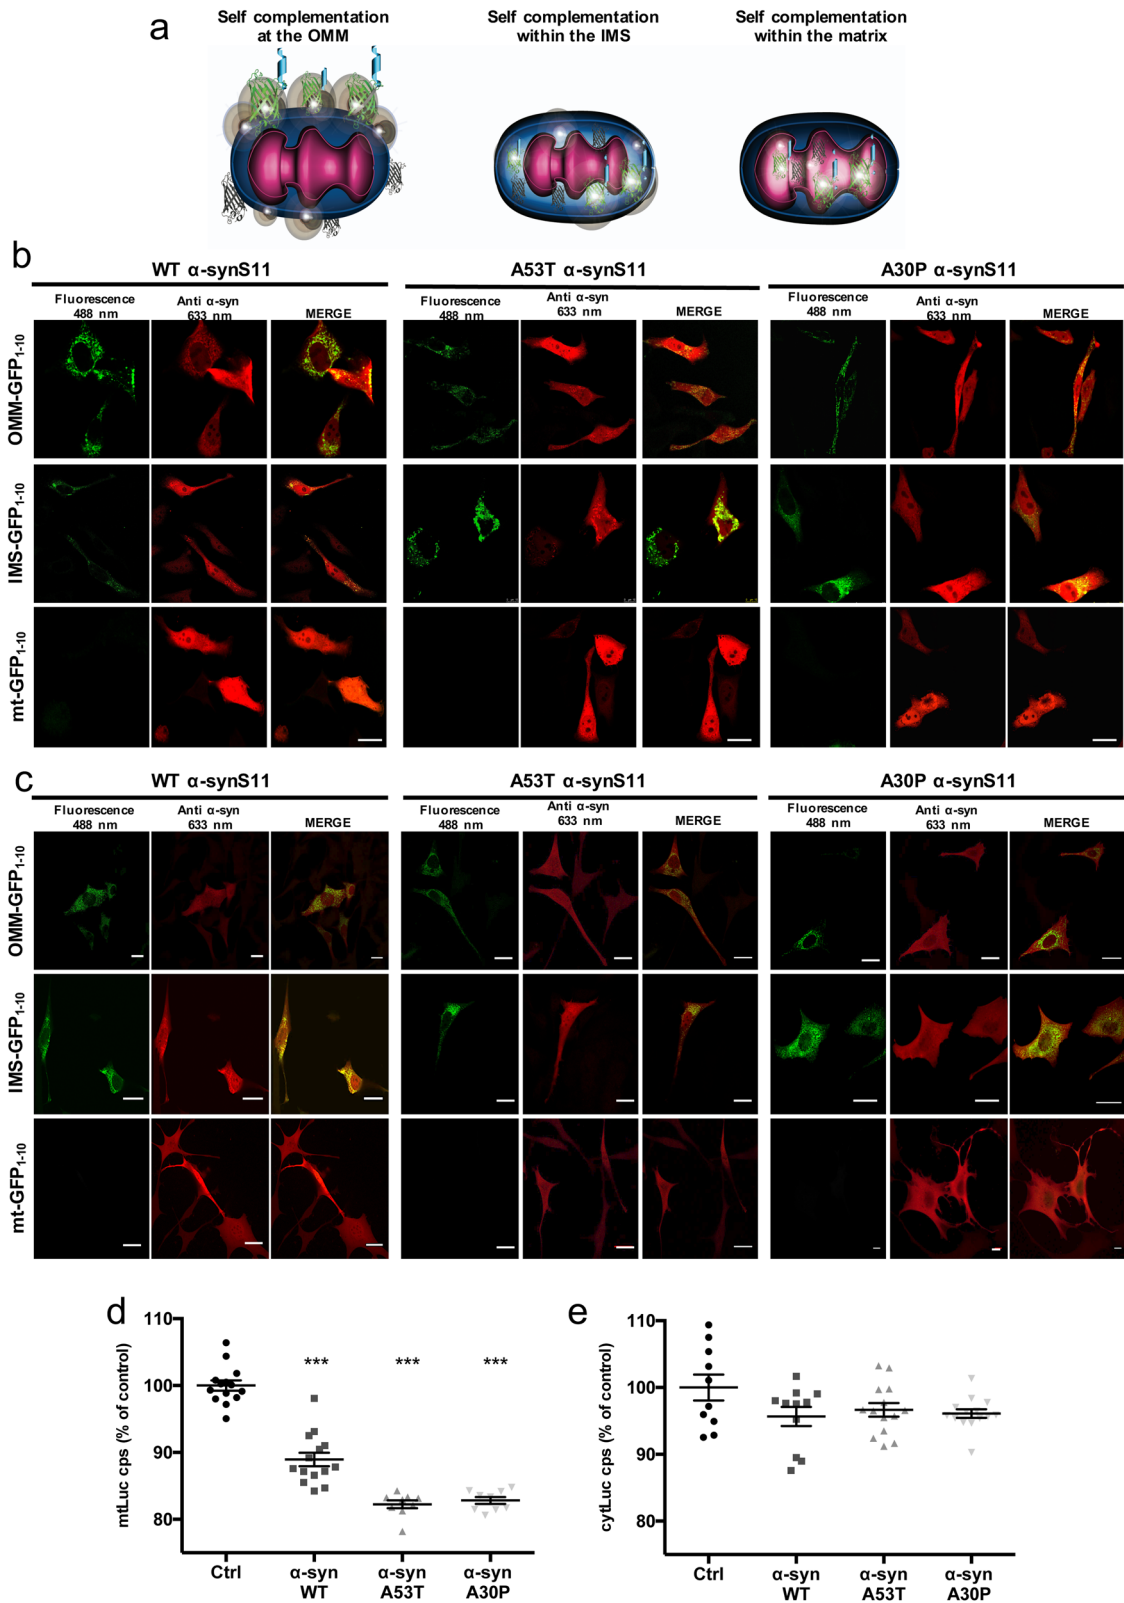 a
Self complementation
at the OMM
Self complementation
within the IMS
Self complementation
within the matrix
b
WT α-synS11
A53T α-synS11
A30P α-synS11
Fluorescence
488 nm
Anti α-syn
633 nm
MERGE
Fluorescence
488 nm
Anti α-syn
633 nm
MERGE
Fluorescence
488 nm
Anti α-syn
633 nm
MERGE
OMM-GFP1-10
IMS-GFP1-10
mt-GFP1-10
c
WT α-synS11
A53T α-synS11
A30P α-synS11
Fluorescence
488 nm
Anti α-syn
633 nm
MERGE
Fluorescence
488 nm
Anti α-syn
633 nm
MERGE
Fluorescence
488 nm
Anti α-syn
633 nm
MERGE
OMM-GFP1-10
IMS-GFP1-10
mt-GFP1-10
d
mtLuc cps (% of control)
110
100
90
80
***
***
***
Ctrl
α-syn
WT
α-syn
A53T
α-syn
A30P
e
cytLuc cps (% of control)
110
100
90
80
Ctrl
α-syn
WT
α-syn
A53T
α-syn
A30P